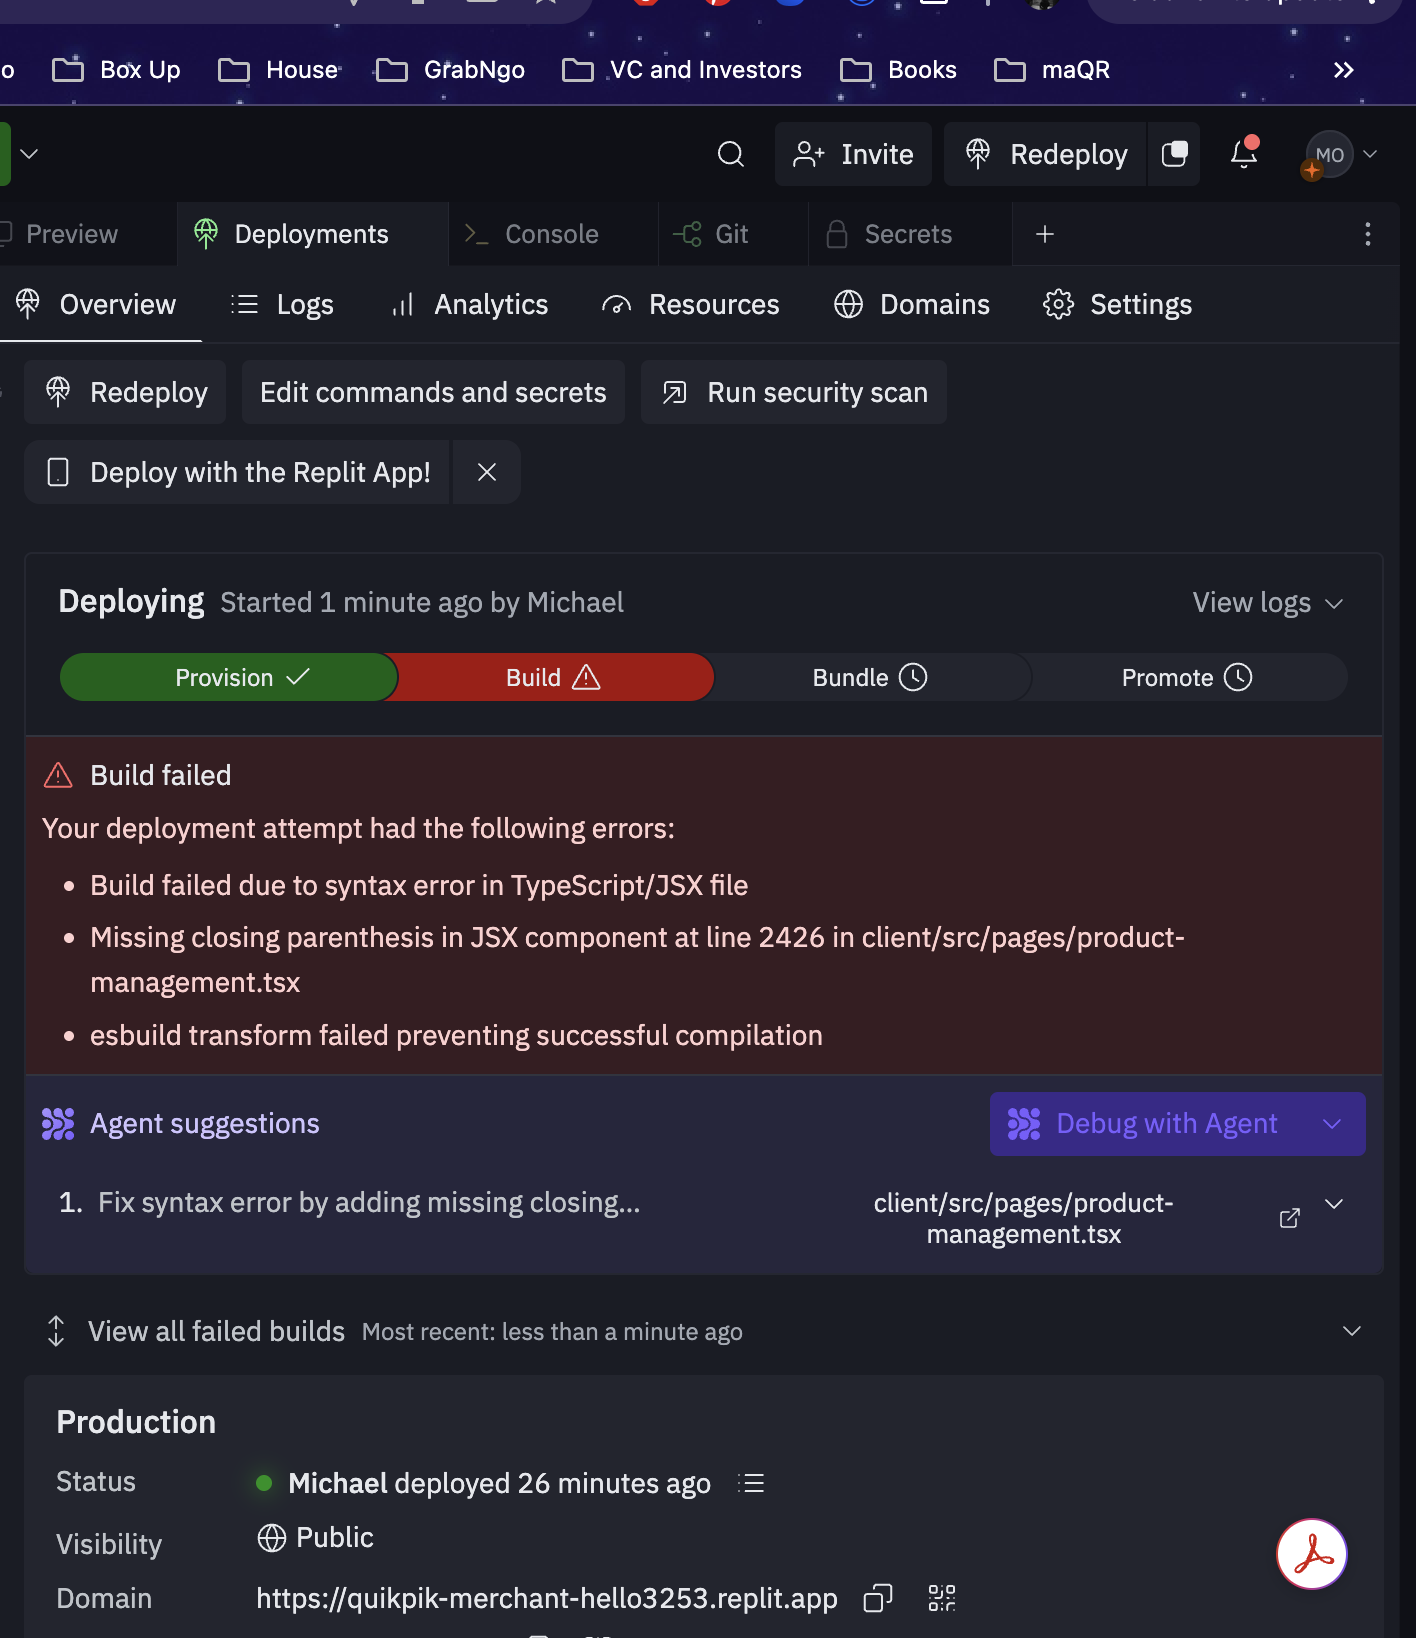 o
Box Up
House
GrabNgo
VC and Investors
Books
maQR
Invite
Redeploy
MO
Preview
Deployments
Console
Git
Secrets
Overview
Logs
Analytics
Resources
Domains
Settings
Redeploy
Edit commands and secrets
Run security scan
Deploy with the Replit App!
Deploying Started 1 minute ago by Michael
View logs
Provision
Build
Bundle
Promote
Build failed
Your deployment attempt had the following errors:
• Build failed due to syntax error in TypeScript/JSX file
• Missing closing parenthesis in JSX component at line 2426 in client/src/pages/product-
management.tsx
• esbuild transform failed preventing successful compilation
Agent suggestions
Debug with Agent
1. Fix syntax error by adding missing closing...
client/src/pages/product-
management.tsx
View all failed builds Most recent: less than a minute ago
Production
Status
Michael deployed 26 minutes ago
Visibility
Public
Domain
https://quikpik-merchant-hello3253.replit.app